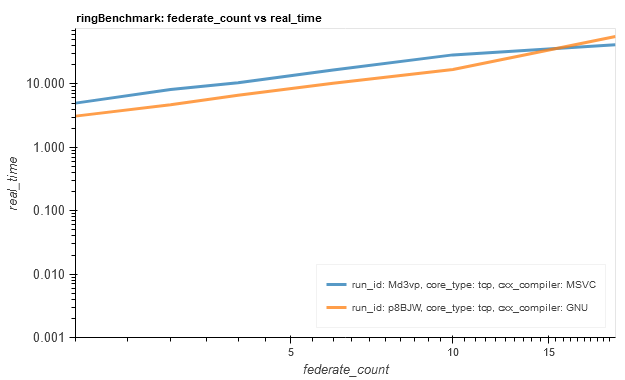 ringBenchmark: federate_count vs real_time
10.000
1.000
0.100
0.010
0.001
real_time
run_id: Md3vp, core_type: tcp, cxx_compiler: MSVC
run_id: p8BJW, core_type: tcp, cxx_compiler: GNU
5
10
15
federate_count